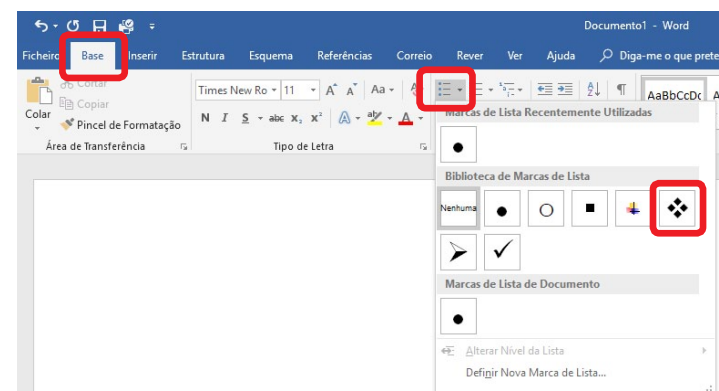 Documento1 - Word
Ficheiro Base Inserir Estrutura Esquema Referências Correio Rever Ver Ajuda Diga-me o que prete
Cortar
Copiar
Colar
Pincel de Formatação
Área de Transferência
Times New Ro 11 A A Aa
N I S abc x₂ x² A aby A
Tipo de Letra
AaBbCcDc A
Marcas de Lista Recentemente Utilizadas
Biblioteca de Marcas de Lista
Nenhuma
Marcas de Lista de Documento
Alterar Nível da Lista
Definir Nova Marca de Lista...